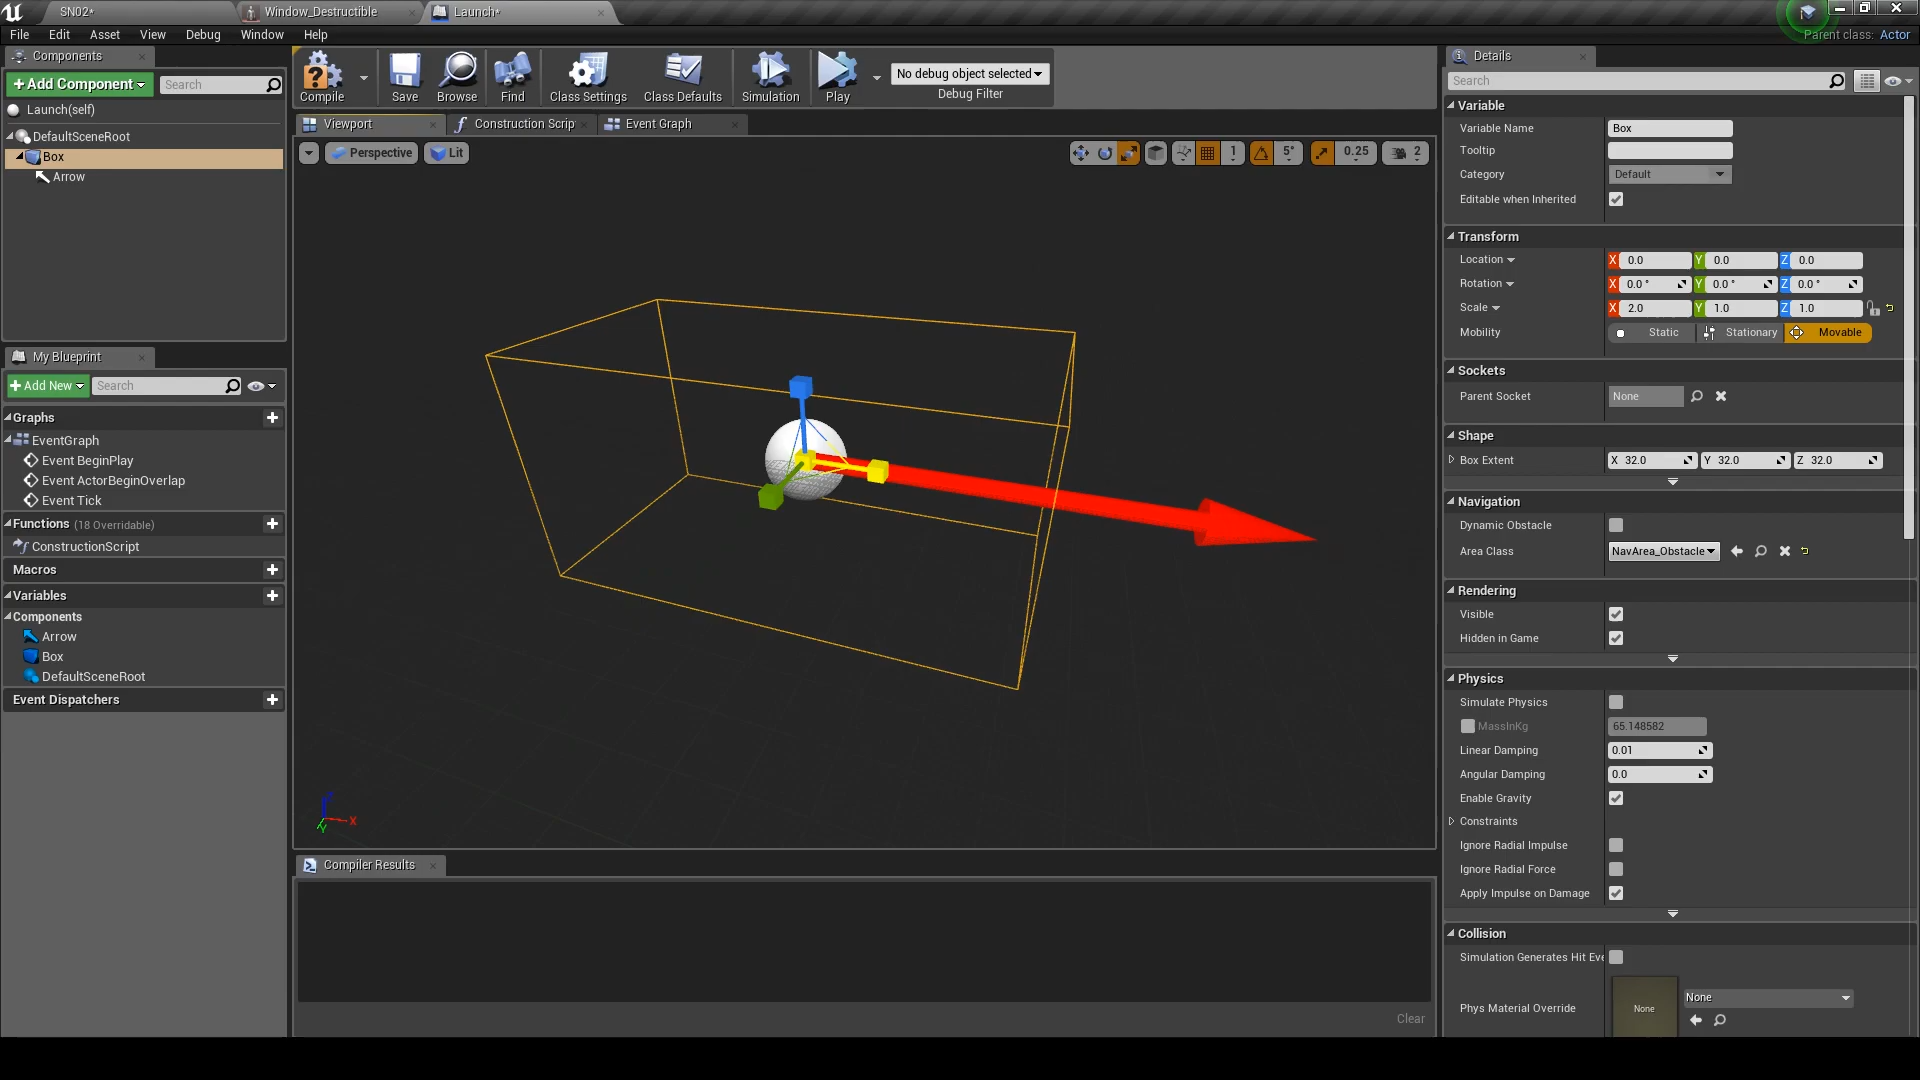 SN02*
Window_Destructible
Launch*
File Edit Asset View Debug Window Help
Parent class: Actor
Components
+Add Component
Search
Launch(self)
DefaultSceneRoot
Box
Arrow
My Blueprint
+Add New
Search
Graphs
EventGraph
Event BeginPlay
Event ActorBeginOverlap
Event Tick
Functions (18 Overridable)
ConstructionScript
Macros
Variables
Components
Arrow
Box
DefaultSceneRoot
Event Dispatchers
Compile
Save
Browse
Find
Class Settings
Class Defaults
Simulation
Play
No debug object selected
Debug Filter
Viewport
Construction Scrip
Event Graph
Perspective
Lit
1
5°
0.25
2
Z
X
Y
Compiler Results
Clear
Details
Search
Variable
Variable Name Box
Tooltip
Category Default
Editable when Inherited
Transform
Location X 0.0 Y 0.0 Z 0.0
Rotation X 0.0 ° Y 0.0 ° Z 0.0 °
Scale X 2.0 Y 1.0 Z 1.0
Mobility Static Stationary Movable
Sockets
Parent Socket None
Shape
Box Extent X 32.0 Y 32.0 Z 32.0
Navigation
Dynamic Obstacle
Area Class NavArea_Obstacle
Rendering
Visible
Hidden in Game
Physics
Simulate Physics
MassInKg 65.148582
Linear Damping 0.01
Angular Damping 0.0
Enable Gravity
Constraints
Ignore Radial Impulse
Ignore Radial Force
Apply Impulse on Damage
Collision
Simulation Generates Hit Eve
Phys Material Override None None